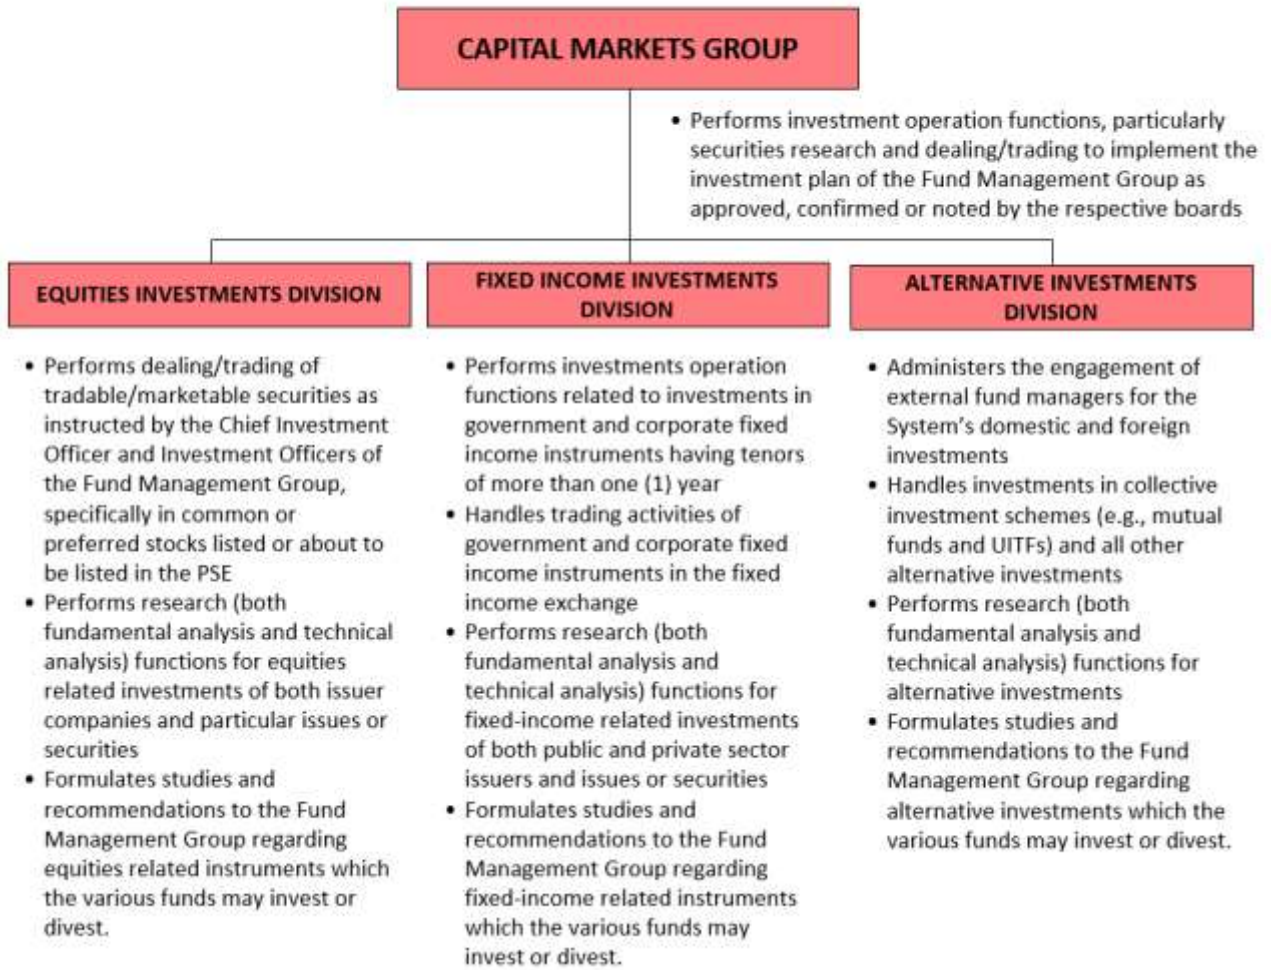 CAPITAL MARKETS GROUP
• Performs investment operation functions, particularly
securities research and dealing/trading to implement the
investment plan of the Fund Management Group as
approved, confirmed or noted by the respective boards
EQUITIES INVESTMENTS DIVISION
• Performs dealing/trading of
tradable/marketable securities as
instructed by the Chief Investment
Officer and Investment Officers of
the Fund Management Group,
specifically in common or
preferred stocks listed or about to
be listed in the PSE
• Performs research (both
fundamental analysis and technical
analysis) functions for equities
related investments of both issuer
companies and particular issues or
securities
• Formulates studies and
recommendations to the Fund
Management Group regarding
equities related instruments which
the various funds may invest or
divest.
FIXED INCOME INVESTMENTS
DIVISION
• Performs investments operation
functions related to investments in
government and corporate fixed
income instruments having tenors
of more than one (1) year
• Handles trading activities of
government and corporate fixed
income instruments in the fixed
income exchange
• Performs research (both
fundamental analysis and
technical analysis) functions for
fixed-income related investments
of both public and private sector
issuers and issues or securities
• Formulates studies and
recommendations to the Fund
Management Group regarding
fixed-income related instruments
which the various funds may
invest or divest.
ALTERNATIVE INVESTMENTS
DIVISION
• Administers the engagement of
external fund managers for the
System's domestic and foreign
investments
• Handles investments in collective
investment schemes (e.g., mutual
funds and UITFs) and all other
alternative investments
• Performs research (both
fundamental analysis and
technical analysis) functions for
alternative investments
• Formulates studies and
recommendations to the Fund
Management Group regarding
alternative investments which the
various funds may invest or divest.